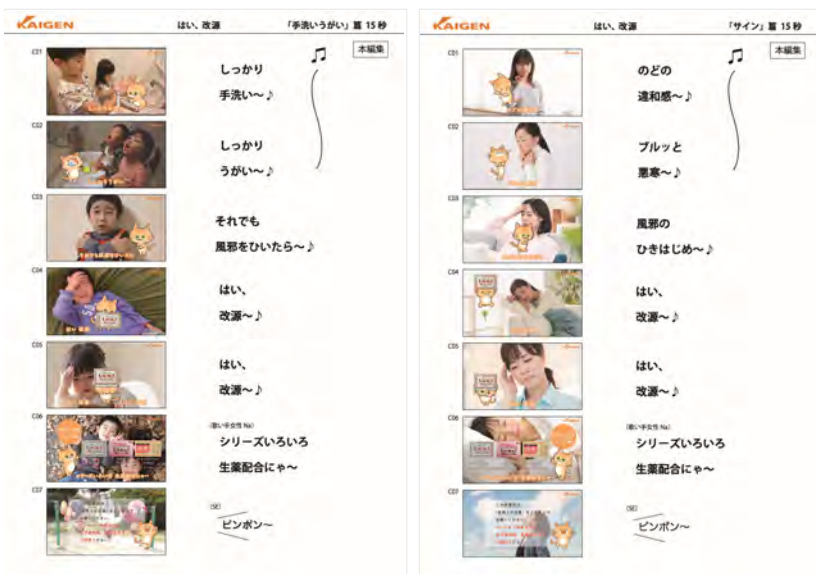 KAIGEN
はい、改源
「手洗いうがい」篇 15秒
本編集
C01
しっかり
手洗い～♪
C02
しっかり
うがい～♪
C03
それでも
風邪をひいたら～♪
C04
はい、
改源～♪
C05
はい、
改源～♪
C06
(歌い手女性 Na)
シリーズいろいろ
生薬配合にゃ～
C07
(SE)
ピンポン～
KAIGEN
はい、改源
「サイン」篇 15秒
本編集
C01
のどの
違和感～♪
C02
ブルッと
悪寒～♪
C03
風邪の
ひきはじめ～♪
C04
はい、
改源～♪
C05
はい、
改源～♪
C06
(歌い手女性 Na)
シリーズいろいろ
生薬配合にゃ～
C07
(SE)
ピンポン～